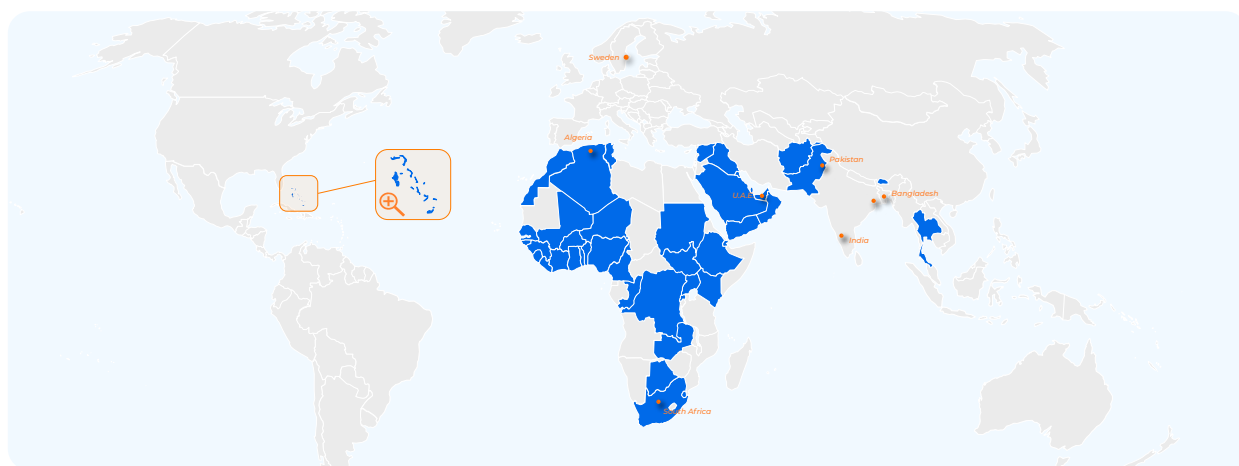 Sweden
Algeria
Pakistan
U.A.E
Bangladesh
India
South Africa